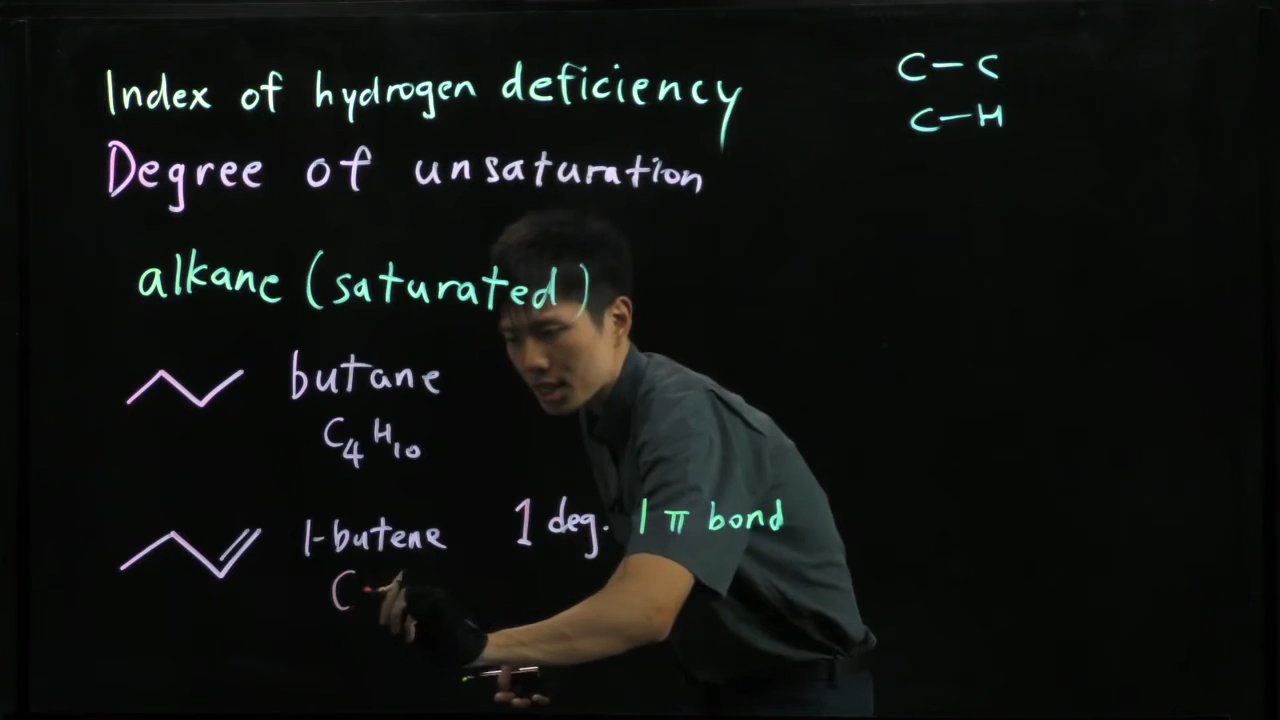 Index of hydrogen deficiency
C-C
C-H
Degree of unsaturation
alkane (saturated)
butane
C₄H₁₀
1-butene 1 deg. 1 π bond
C